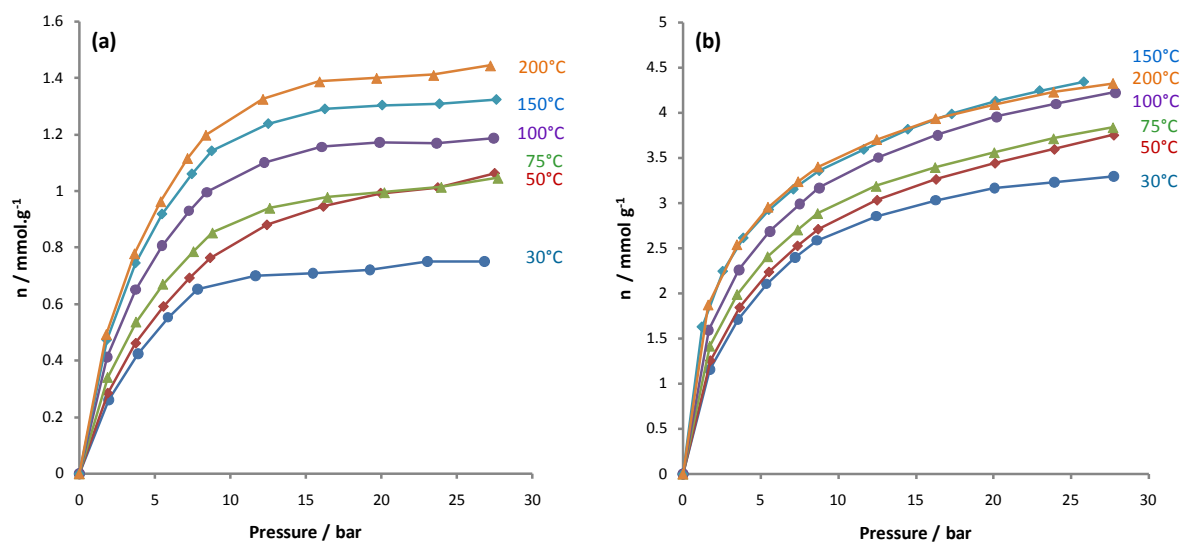 (a)
1.6
1.4
1.2
1
0.8
0.6
0.4
0.2
0
n / mmol.g-1
200°C
150°C
100°C
75°C
50°C
30°C
0 5 10 15 20 25 30
Pressure / bar
(b)
5
4.5
4
3.5
3
2.5
2
1.5
1
0.5
0
n / mmol g-1
150°C
200°C
100°C
75°C
50°C
30°C
0 5 10 15 20 25 30
Pressure / bar